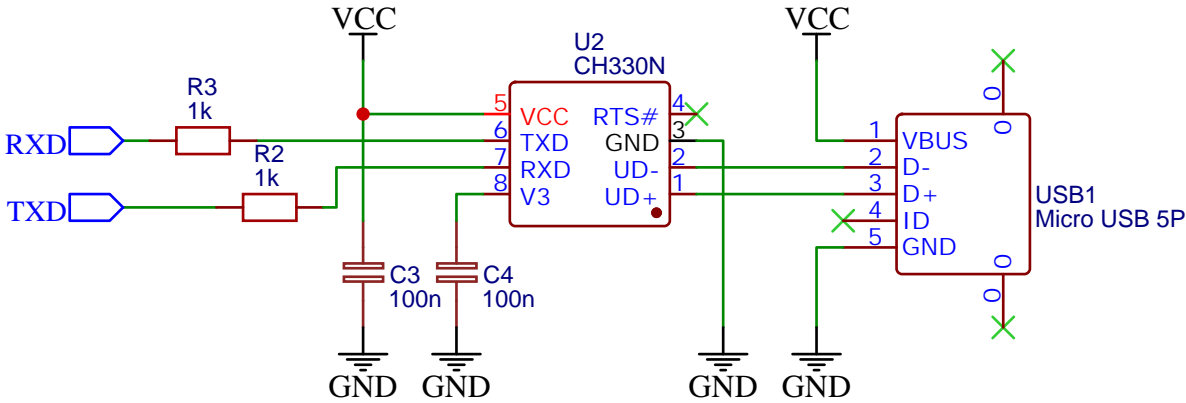 VCC
VCC
U2
CH330N
R3
1k
RXD
R2
1k
TXD
5 VCC
6 TXD
7 RXD
8 V3
RTS# 4
GND 3
UD- 2
UD+ 1
0
0
1 VBUS
2 D-
3 D+
4 ID
5 GND
0
0
USB1
Micro USB 5P
C3
100n
C4
100n
GND
GND
GND
GND